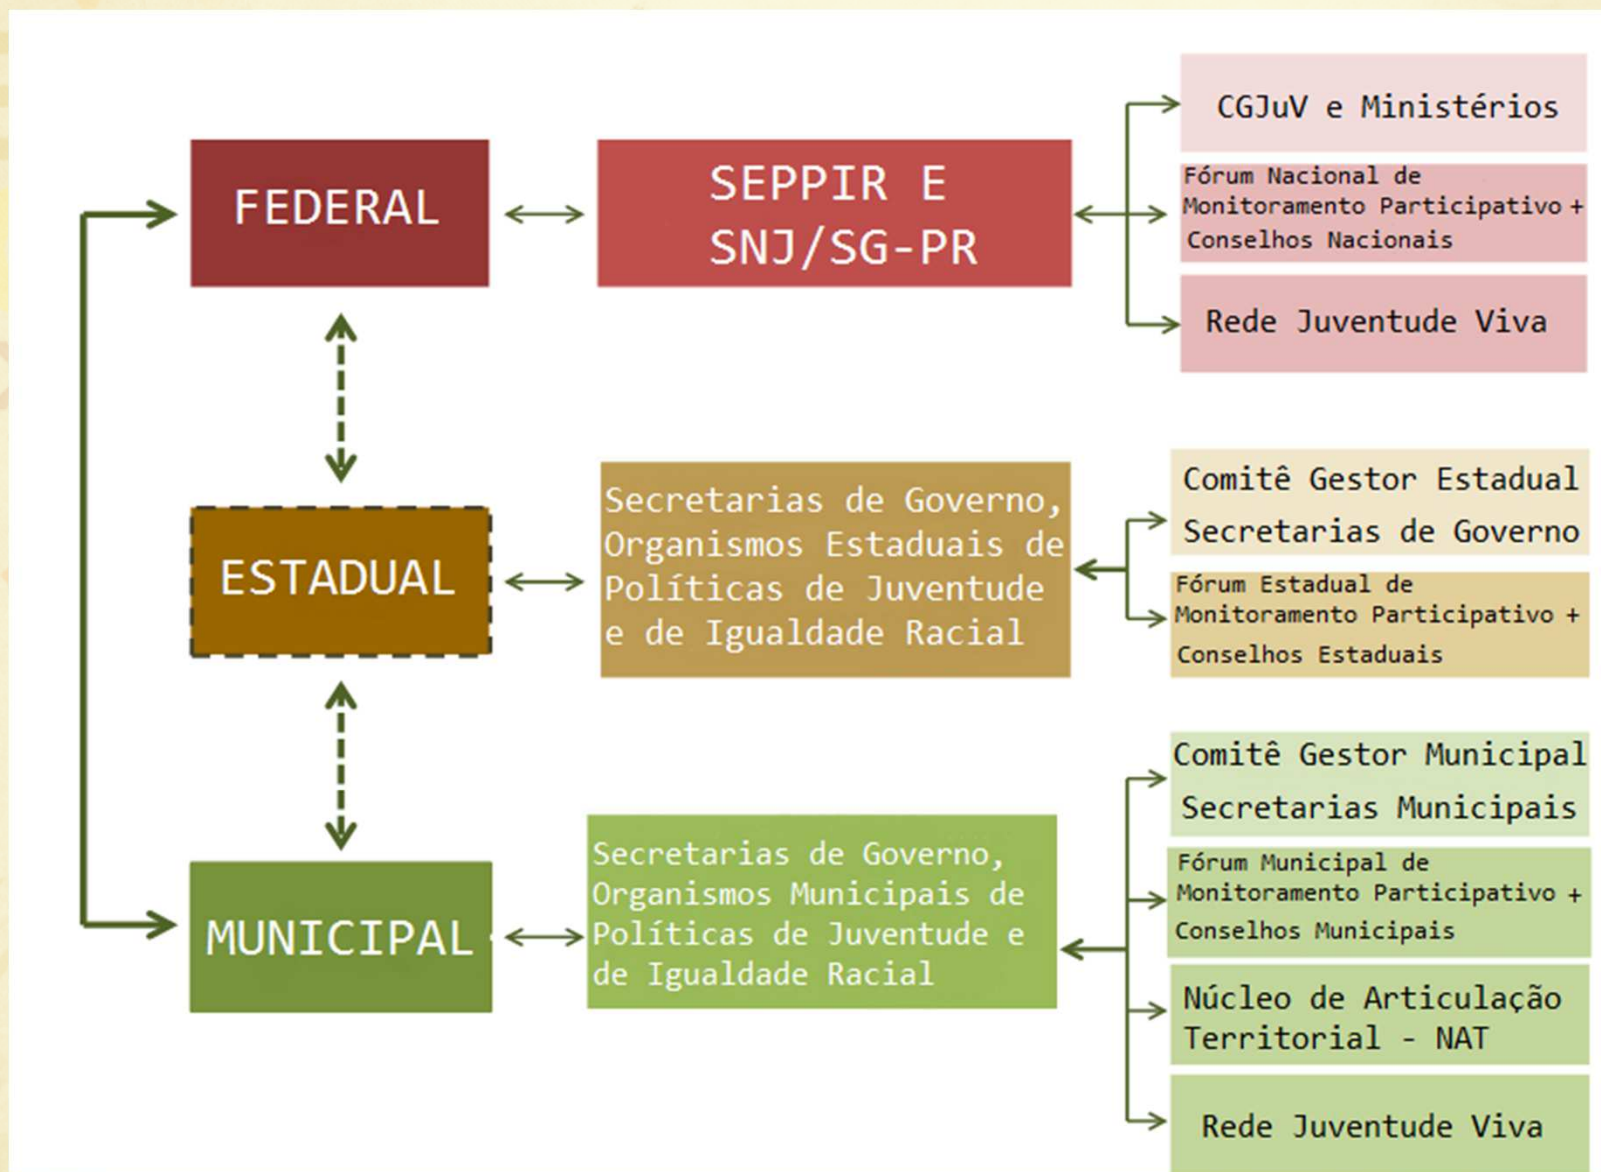 FEDERAL
SEPPIR E
SNJ/SG-PR
CGJuV e Ministérios
Fórum Nacional de
Monitoramento Participativo +
Conselhos Nacionais
Rede Juventude Viva
ESTADUAL
Secretarias de Governo,
Organismos Estaduais de
Políticas de Juventude
e de Igualdade Racial
Comitê Gestor Estadual
Secretarias de Governo
Fórum Estadual de
Monitoramento Participativo +
Conselhos Estaduais
MUNICIPAL
Secretarias de Governo,
Organismos Municipais de
Políticas de Juventude e
de Igualdade Racial
Comitê Gestor Municipal
Secretarias Municipais
Fórum Municipal de
Monitoramento Participativo +
Conselhos Municipais
Núcleo de Articulação
Territorial - NAT
Rede Juventude Viva